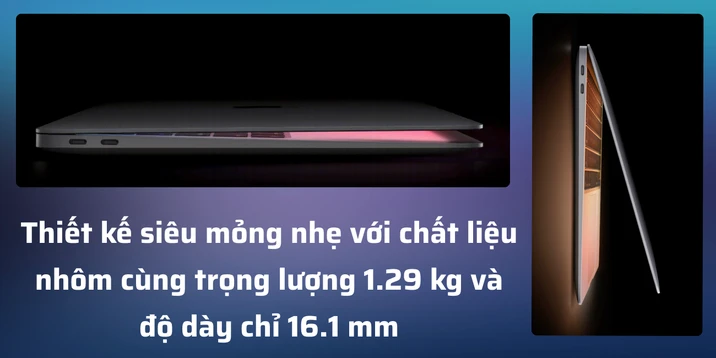 Thiết kế siêu mỏng nhẹ với chất liệu
nhôm cùng trọng lượng 1.29 kg và
độ dày chỉ 16.1 mm